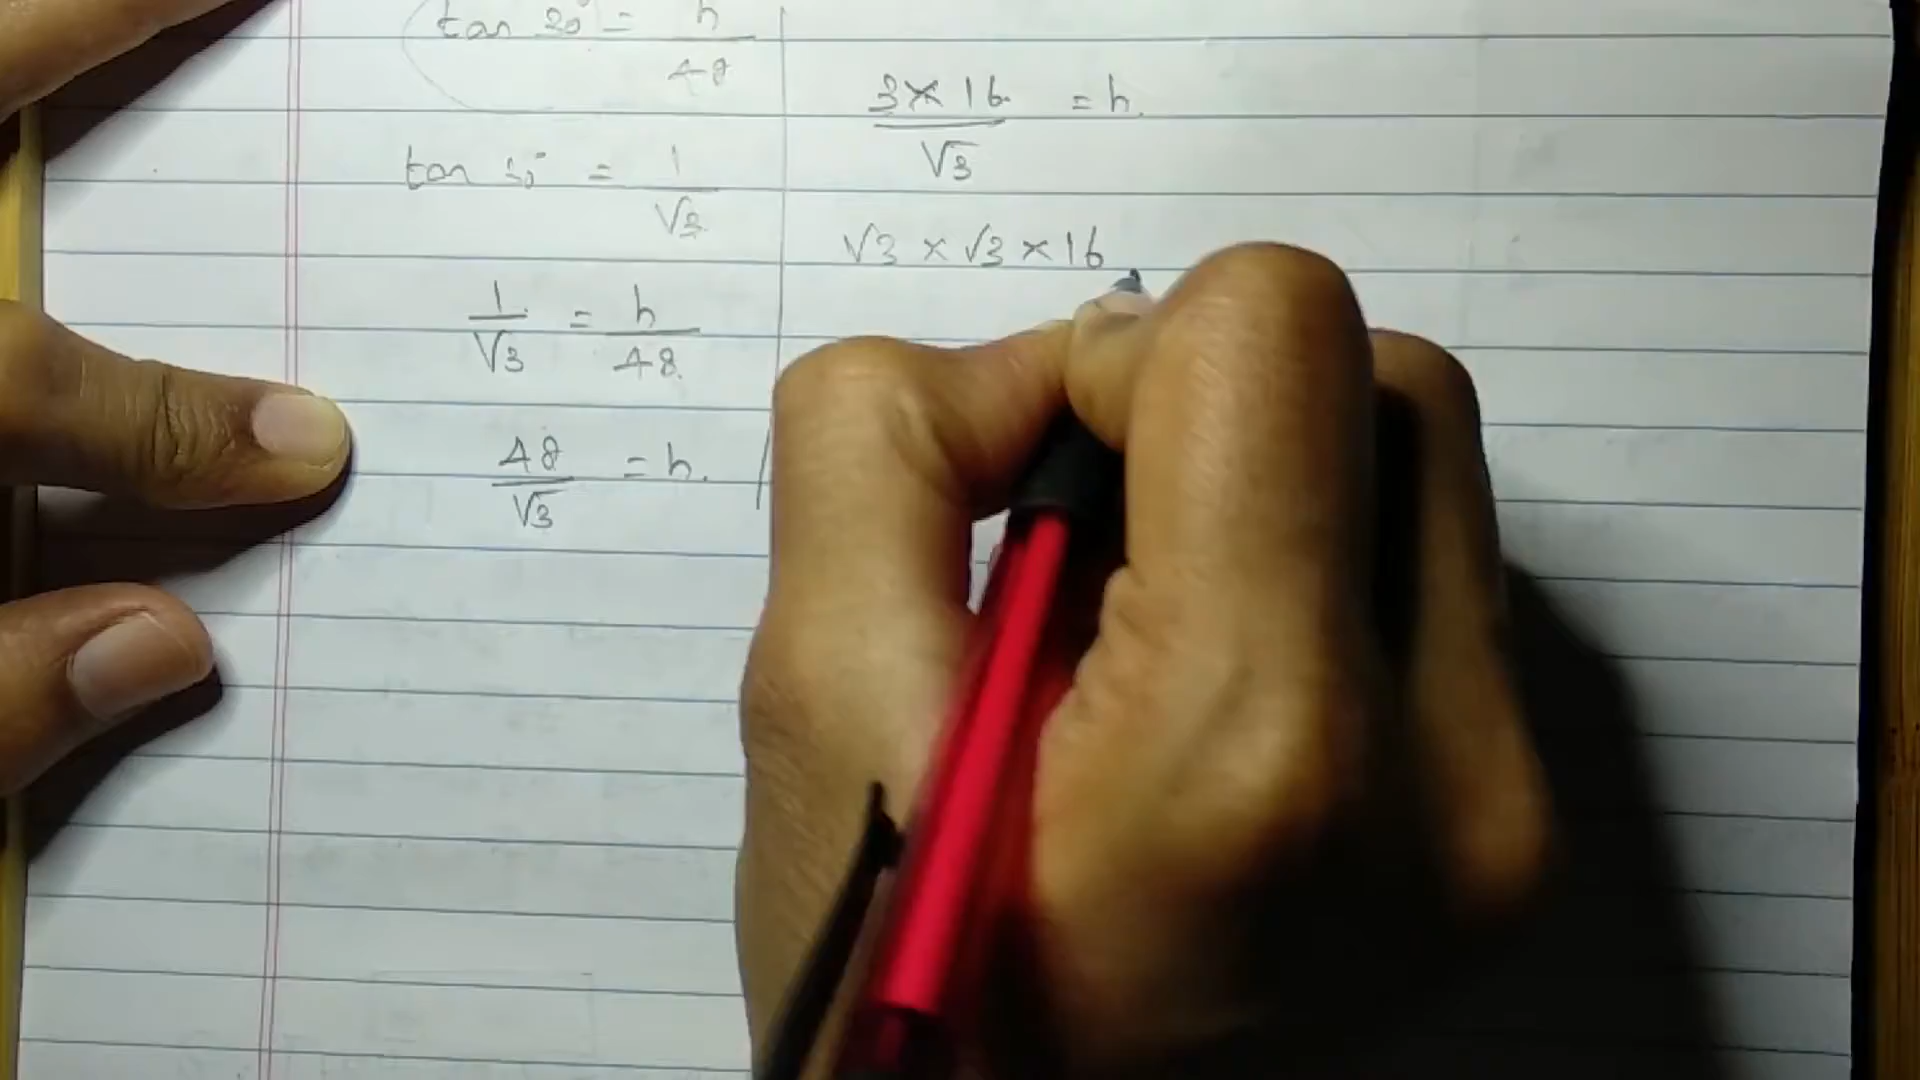 tan 30° = h/48
tan 30° = 1/√3
1/√3 = h/48.
48/√3 = h.
3 × 16/√3 = h.
√3 × √3 × 16